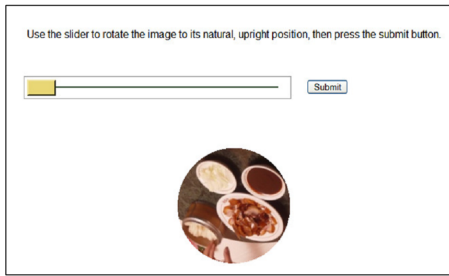 Use the slider to rotate the image to its natural, upright position, then press the submit button.
Submit